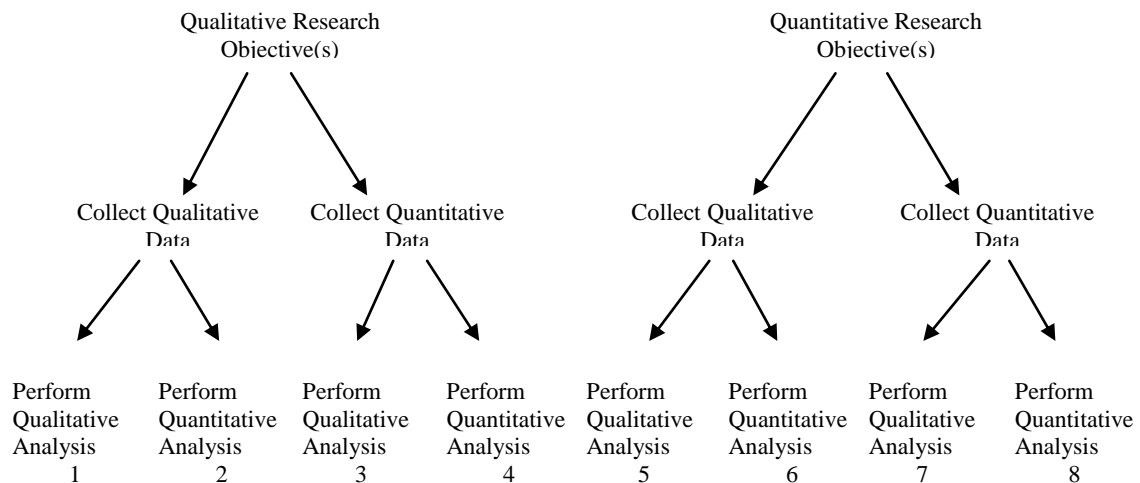 Qualitative Research
Objective(s)
Quantitative Research
Objective(s)
Collect Qualitative
Data
Collect Quantitative
Data
Collect Qualitative
Data
Collect Quantitative
Data
Perform
Qualitative
Analysis
1
Perform
Quantitative
Analysis
2
Perform
Qualitative
Analysis
3
Perform
Quantitative
Analysis
4
Perform
Qualitative
Analysis
5
Perform
Quantitative
Analysis
6
Perform
Qualitative
Analysis
7
Perform
Quantitative
Analysis
8